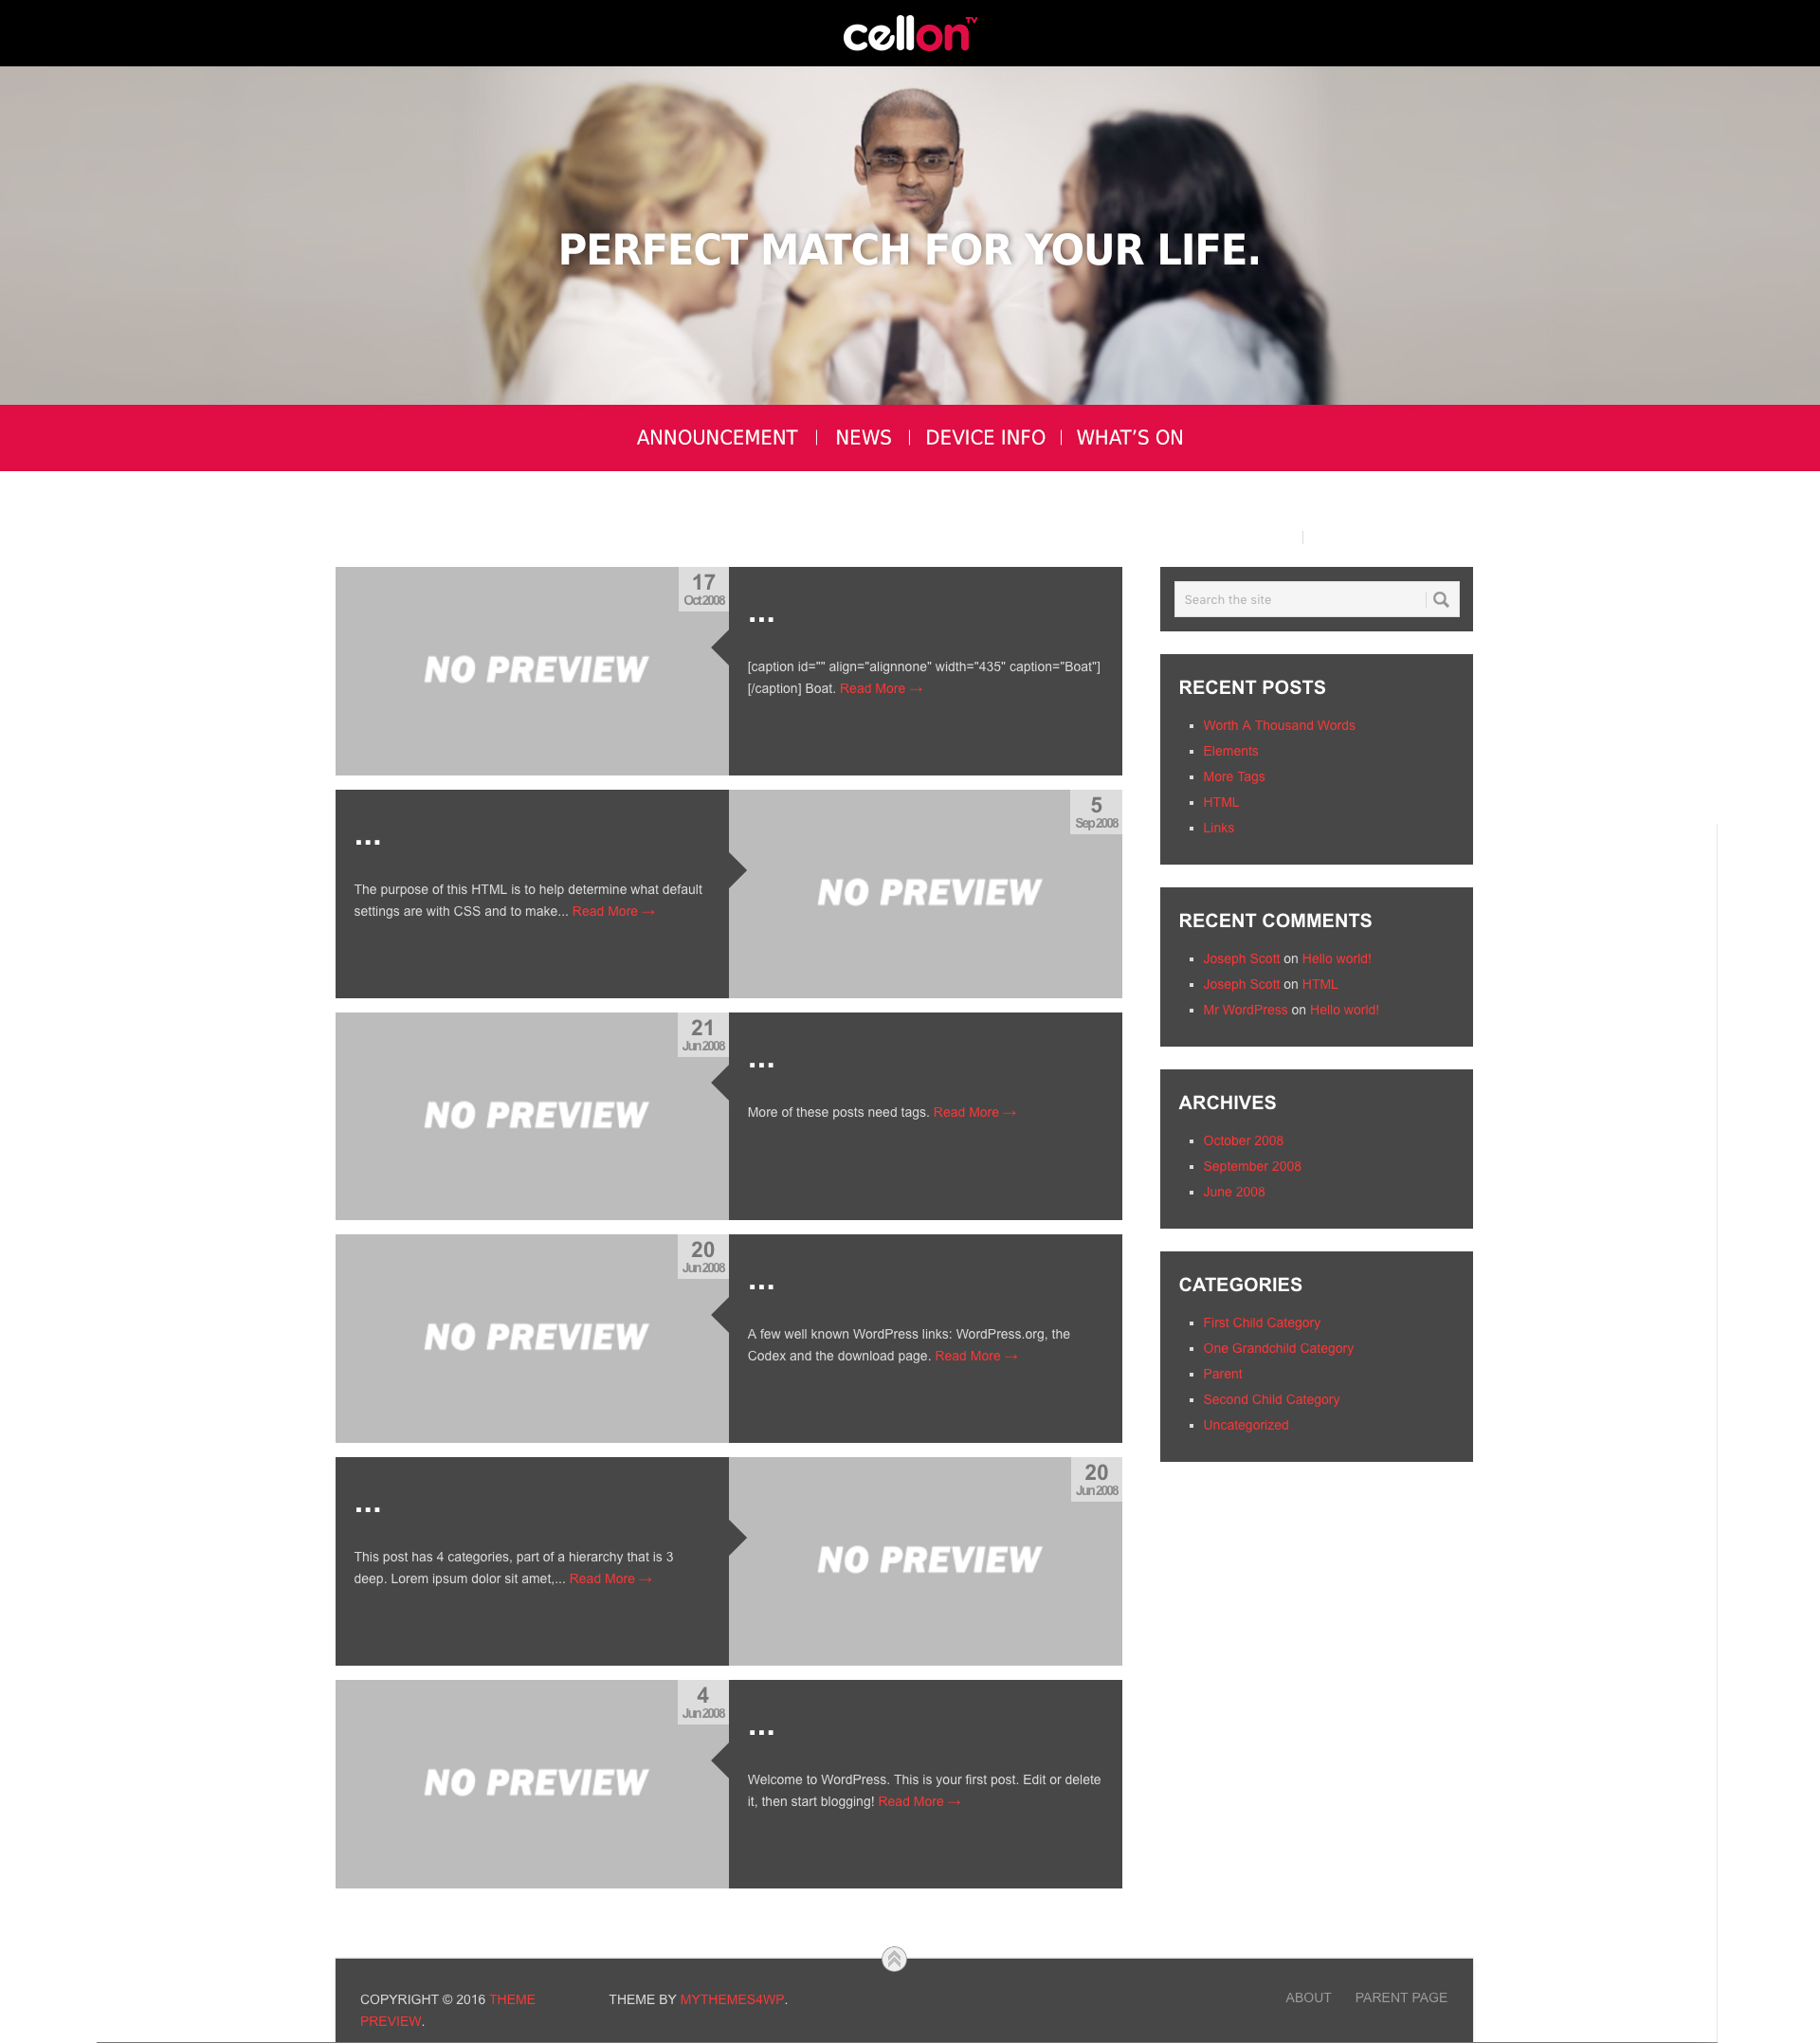 cellon TV
PERFECT MATCH FOR YOUR LIFE.
ANNOUNCEMENT
NEWS
DEVICE INFO
WHAT'S ON
17
Oct 2008
NO PREVIEW
...
[caption id="" align="alignnone" width="435" caption="Boat"]
[/caption] Boat. Read More →
...
The purpose of this HTML is to help determine what default
settings are with CSS and to make... Read More →
5
Sep 2008
NO PREVIEW
21
Jun 2008
NO PREVIEW
...
More of these posts need tags. Read More →
20
Jun 2008
NO PREVIEW
...
A few well known WordPress links: WordPress.org, the
Codex and the download page. Read More →
...
This post has 4 categories, part of a hierarchy that is 3
deep. Lorem ipsum dolor sit amet,... Read More →
20
Jun 2008
NO PREVIEW
4
Jun 2008
NO PREVIEW
...
Welcome to WordPress. This is your first post. Edit or delete
it, then start blogging! Read More →
Search the site
RECENT POSTS
Worth A Thousand Words
Elements
More Tags
HTML
Links
RECENT COMMENTS
Joseph Scott on Hello world!
Joseph Scott on HTML
Mr WordPress on Hello world!
ARCHIVES
October 2008
September 2008
June 2008
CATEGORIES
First Child Category
One Grandchild Category
Parent
Second Child Category
Uncategorized
COPYRIGHT © 2016 THEME
PREVIEW.
THEME BY MYTHEMES4WP.
ABOUT
PARENT PAGE